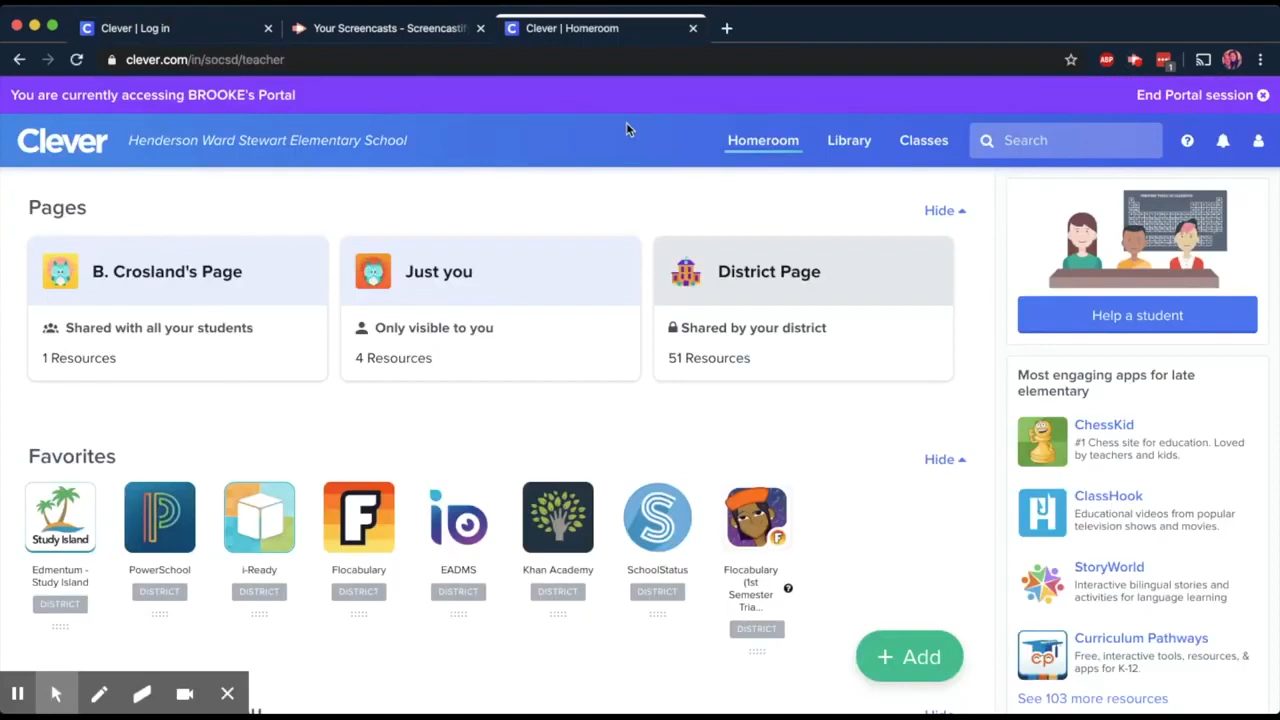 Clever | Log in
Your Screencasts - Screencastif
Clever | Homeroom
clever.com/in/socsd/teacher
ABP
1
You are currently accessing BROOKE's Portal
End Portal session
Clever
Henderson Ward Stewart Elementary School
Homeroom
Library
Classes
Search
Pages
Hide
B. Crosland's Page
Shared with all your students
1 Resources
Just you
Only visible to you
4 Resources
District Page
Shared by your district
51 Resources
Help a student
Most engaging apps for late
elementary
ChessKid
#1 Chess site for education. Loved
by teachers and kids.
ClassHook
Educational videos from popular
television shows and movies.
StoryWorld
Interactive bilingual stories and
activities for language learning
Curriculum Pathways
Free, interactive tools, resources, &
apps for K-12.
See 103 more resources
Favorites
Hide
Study Island
Edmentum -
Study Island
DISTRICT
PowerSchool
DISTRICT
i-Ready
DISTRICT
F
Flocabulary
DISTRICT
io
EADMS
DISTRICT
Khan Academy
DISTRICT
S
SchoolStatus
DISTRICT
F
Flocabulary
(1st
Semester
Tria...
DISTRICT
+ Add